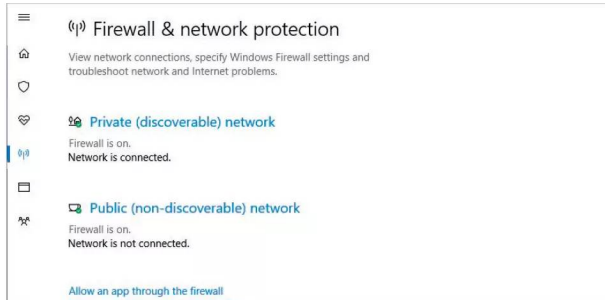 Firewall & network protection
View network connections, specify Windows Firewall settings and
troubleshoot network and Internet problems.
Private (discoverable) network
Firewall is on.
Network is connected.
Public (non-discoverable) network
Firewall is on.
Network is not connected.
Allow an app through the firewall